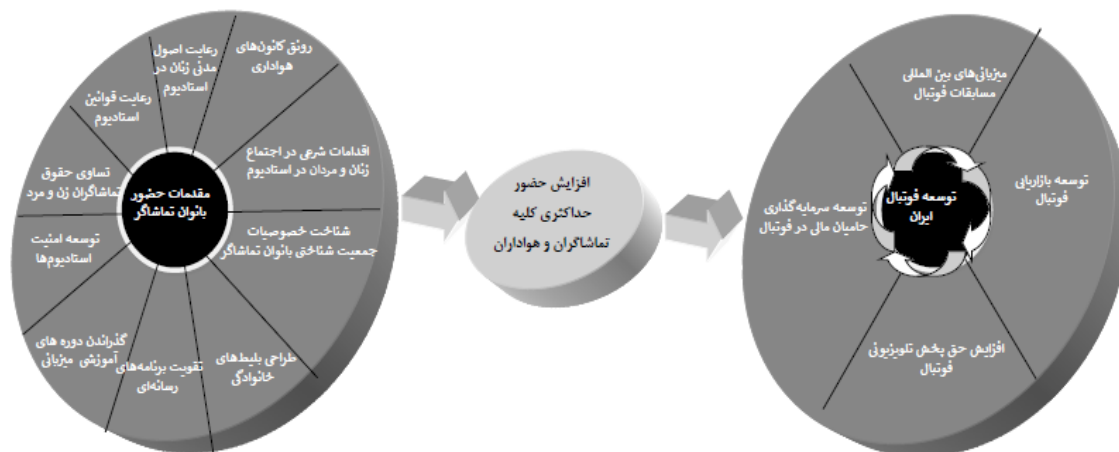 رونق کانون‌های
هواداری
رعایت اصول
مدنی زنان در
استادیوم
رعایت قوانین
استادیوم
تساوی حقوق
تماشاگران زن و مرد
توسعه امنیت
استادیوم‌ها
گذراندن دوره های
آموزشی میزبانی
تقویت برنامه‌های
رسانه‌ای
طراحی بلیط‌های
خانوادگی
شناخت خصوصیات
جمعیت شناختی بانوان تماشاگر
اقدامات شرعی در اجتماع
زنان و مردان در استادیوم
مقدمات حضور
بانوان تماشاگر
افزایش حضور
حداکثری کلیه
تماشاگران و هواداران
میزبانی‌های بین المللی
مسابقات فوتبال
توسعه بازاریابی
فوتبال
توسعه سرمایه گذاری
حامیان مالی در فوتبال
افزایش حق پخش تلویزیونی
فوتبال
توسعه فوتبال
ایران